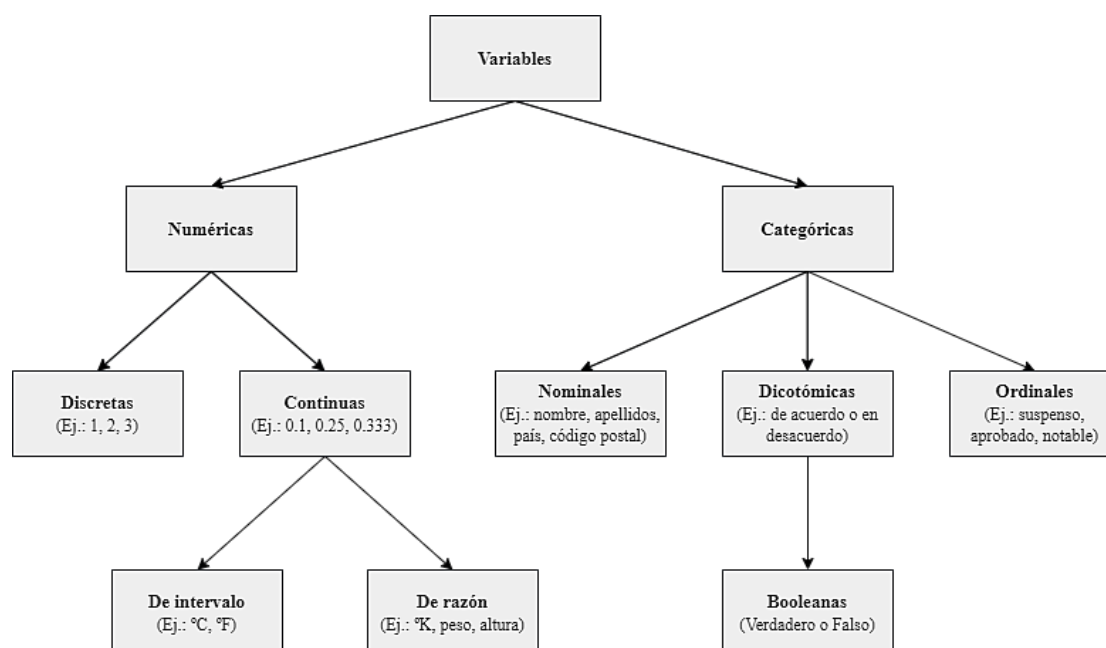 Variables
Numéricas
Categóricas
Discretas
(Ej.: 1, 2, 3)
Continuas
(Ej.: 0.1, 0.25, 0.333)
Nominales
(Ej.: nombre, apellidos,
país, código postal)
Dicotómicas
(Ej.: de acuerdo o en
desacuerdo)
Ordinales
(Ej.: suspenso,
aprobado, notable)
De intervalo
(Ej.: ºC, ºF)
De razón
(Ej.: ºK, peso, altura)
Booleanas
(Verdadero o Falso)